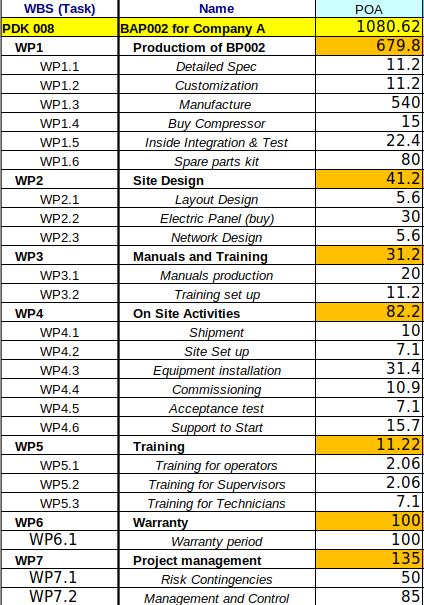 WBS (Task) Name POA
PDK 008 BAP002 for Company A 1080.62
WP1 Productiom of BP002 679.8
WP1.1 Detailed Spec 11.2
WP1.2 Customization 11.2
WP1.3 Manufacture 540
WP1.4 Buy Compressor 15
WP1.5 Inside Integration & Test 22.4
WP1.6 Spare parts kit 80
WP2 Site Design 41.2
WP2.1 Layout Design 5.6
WP2.2 Electric Panel (buy) 30
WP2.3 Network Design 5.6
WP3 Manuals and Training 31.2
WP3.1 Manuals production 20
WP3.2 Training set up 11.2
WP4 On Site Activities 82.2
WP4.1 Shipment 10
WP4.2 Site Set up 7.1
WP4.3 Equipment installation 31.4
WP4.4 Commissioning 10.9
WP4.5 Acceptance test 7.1
WP4.6 Support to Start 15.7
WP5 Training 11.22
WP5.1 Training for operators 2.06
WP5.2 Training for Supervisors 2.06
WP5.3 Training for Technicians 7.1
WP6 Warranty 100
WP6.1 Warranty period 100
WP7 Project management 135
WP7.1 Risk Contingencies 50
WP7.2 Management and Control 85